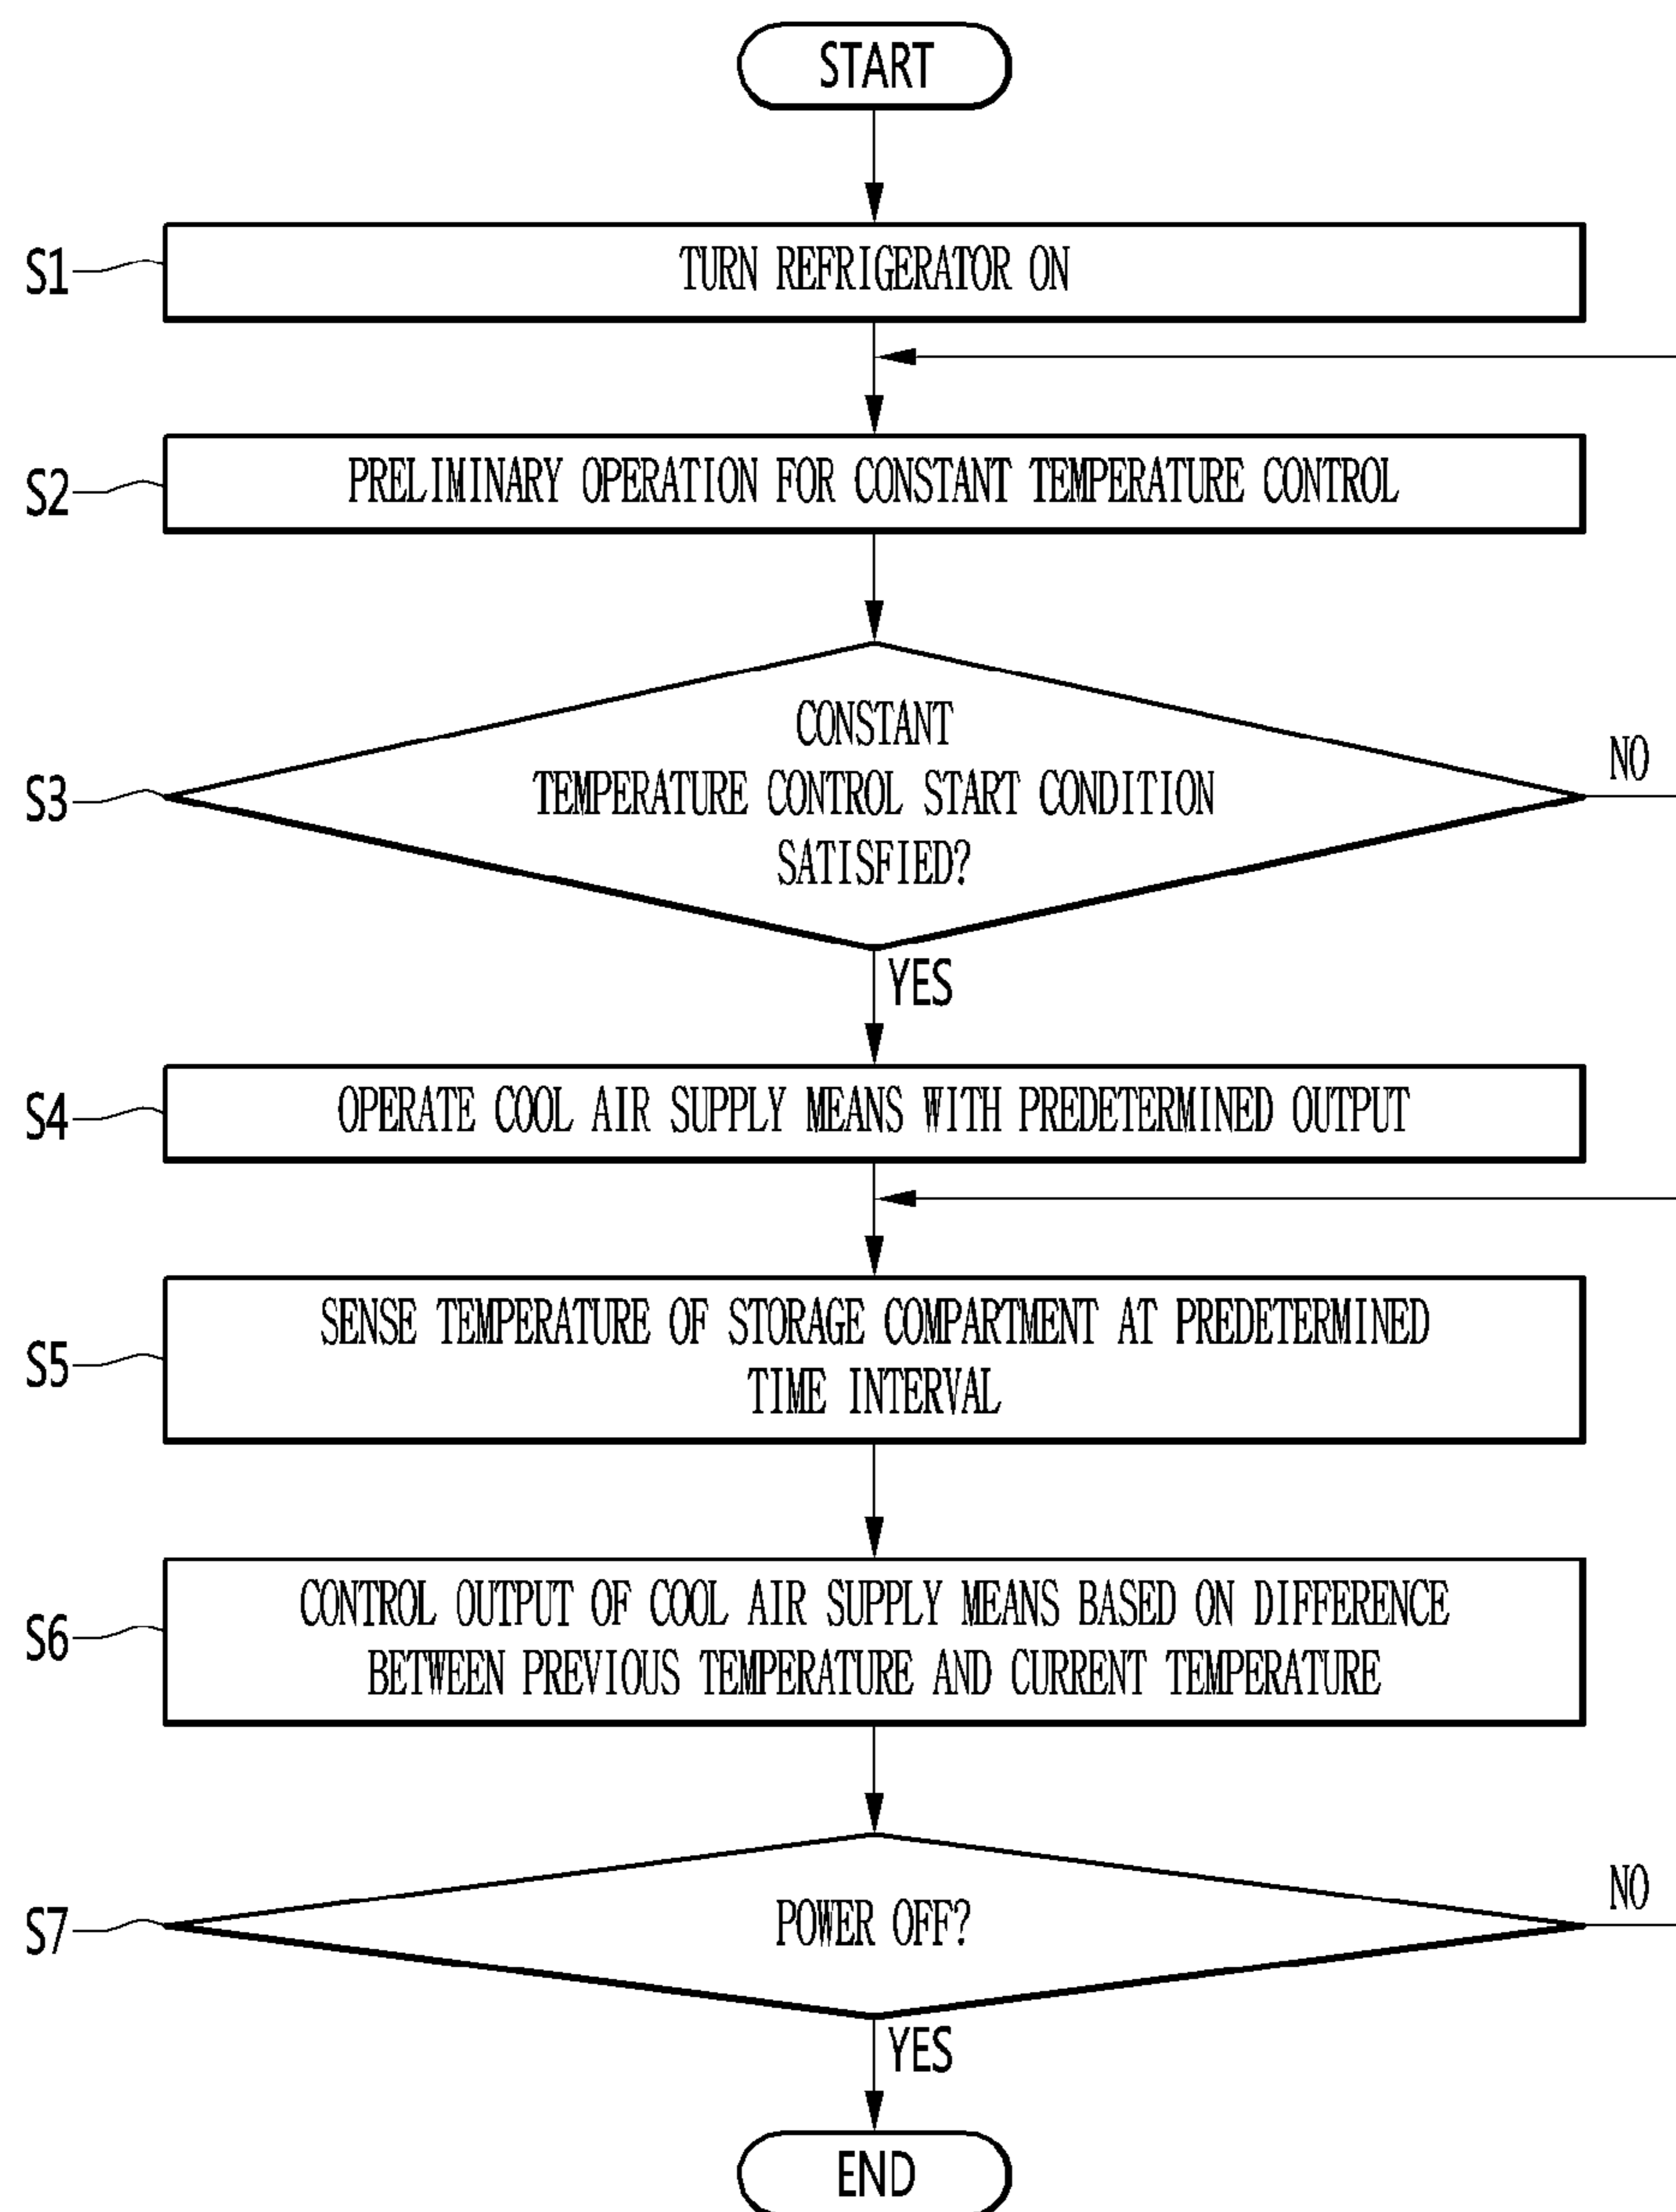 START
S1
TURN REFRIGERATOR ON
S2
PRELIMINARY OPERATION FOR CONSTANT TEMPERATURE CONTROL
S3
CONSTANT
TEMPERATURE CONTROL START CONDITION
SATISFIED?
NO
YES
S4
OPERATE COOL AIR SUPPLY MEANS WITH PREDETERMINED OUTPUT
S5
SENSE TEMPERATURE OF STORAGE COMPARTMENT AT PREDETERMINED
TIME INTERVAL
S6
CONTROL OUTPUT OF COOL AIR SUPPLY MEANS BASED ON DIFFERENCE
BETWEEN PREVIOUS TEMPERATURE AND CURRENT TEMPERATURE
S7
POWER OFF?
NO
YES
END